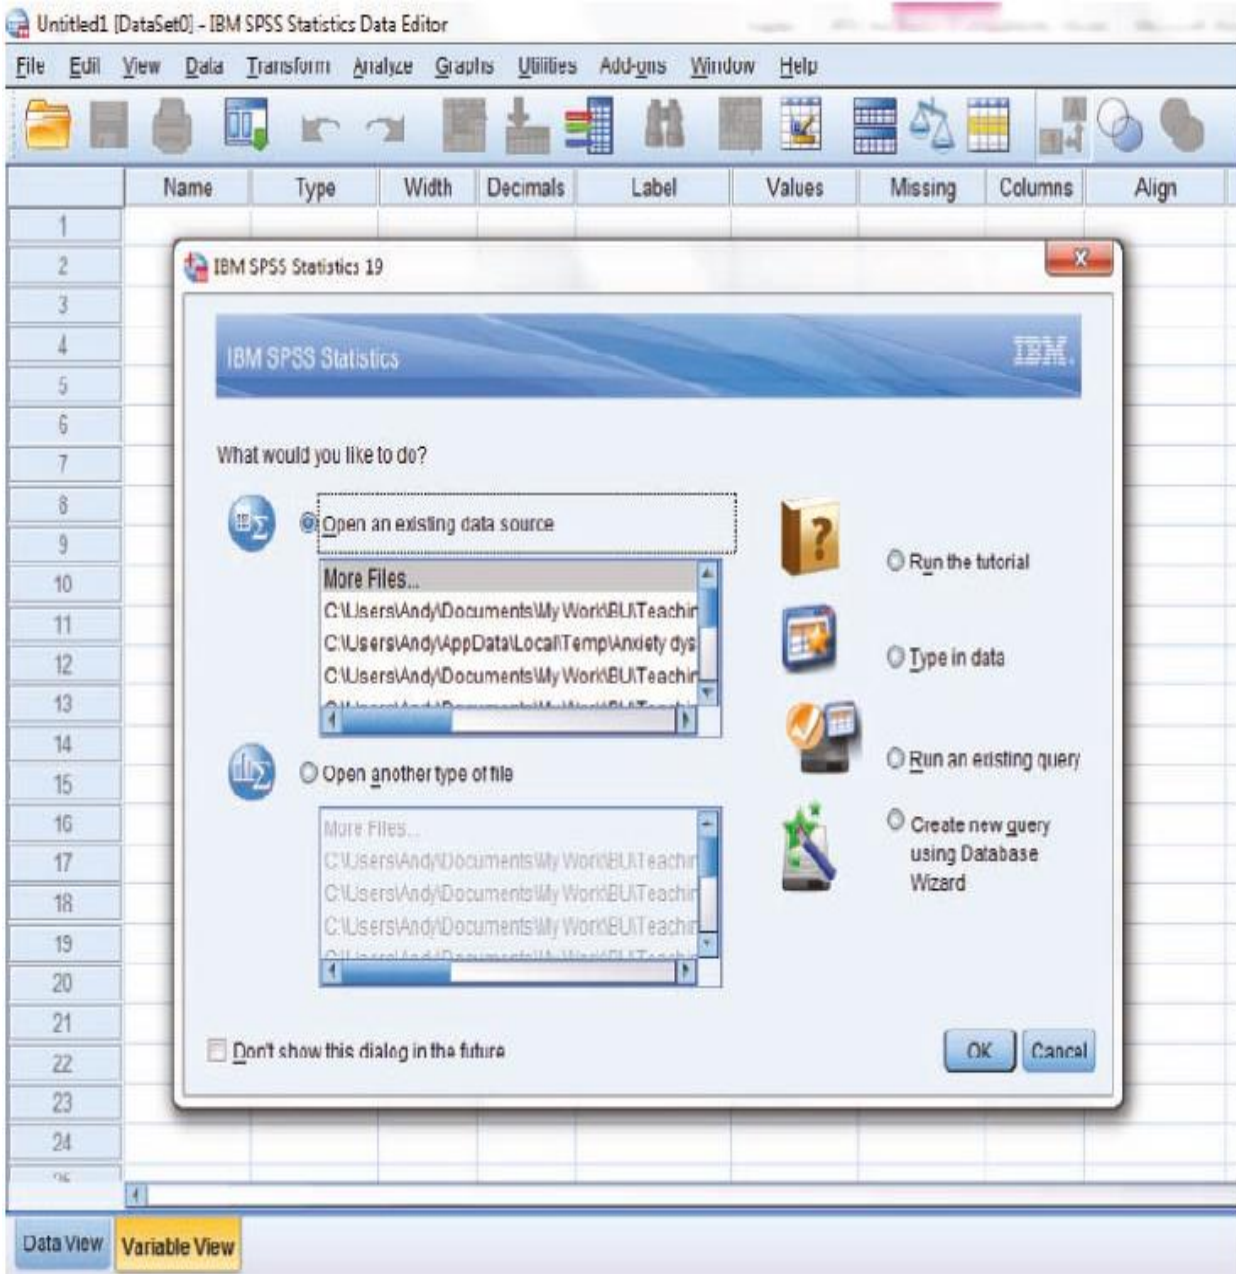 Untitled1 [DataSet0] - IBM SPSS Statistics Data Editor
File Edit View Data Transform Analyze Graphs Utilities Add-ons Window Help
Name Type Width Decimals Label Values Missing Columns Align
1
2
3
4
5
6
7
8
9
10
11
12
13
14
15
16
17
18
19
20
21
22
23
24
IBM SPSS Statistics 19
IBM SPSS Statistics
IBM.
What would you like to do?
Open an existing data source
More Files...
C:\Users\Andy\Documents\My Work\BU\Teachin
C:\Users\Andy\AppData\Local\Temp\Anxiety dys
C:\Users\Andy\Documents\My Work\BU\Teachin
Open another type of file
More Files...
C:\Users\Andy\Documents\My Work\BU\Teachin
C:\Users\Andy\Documents\My Work\BU\Teachin
C:\Users\Andy\Documents\My Work\BU\Teachin
Run the tutorial
Type in data
Run an existing query
Create new query
using Database
Wizard
Don't show this dialog in the future
OK Cancel
Data View Variable View